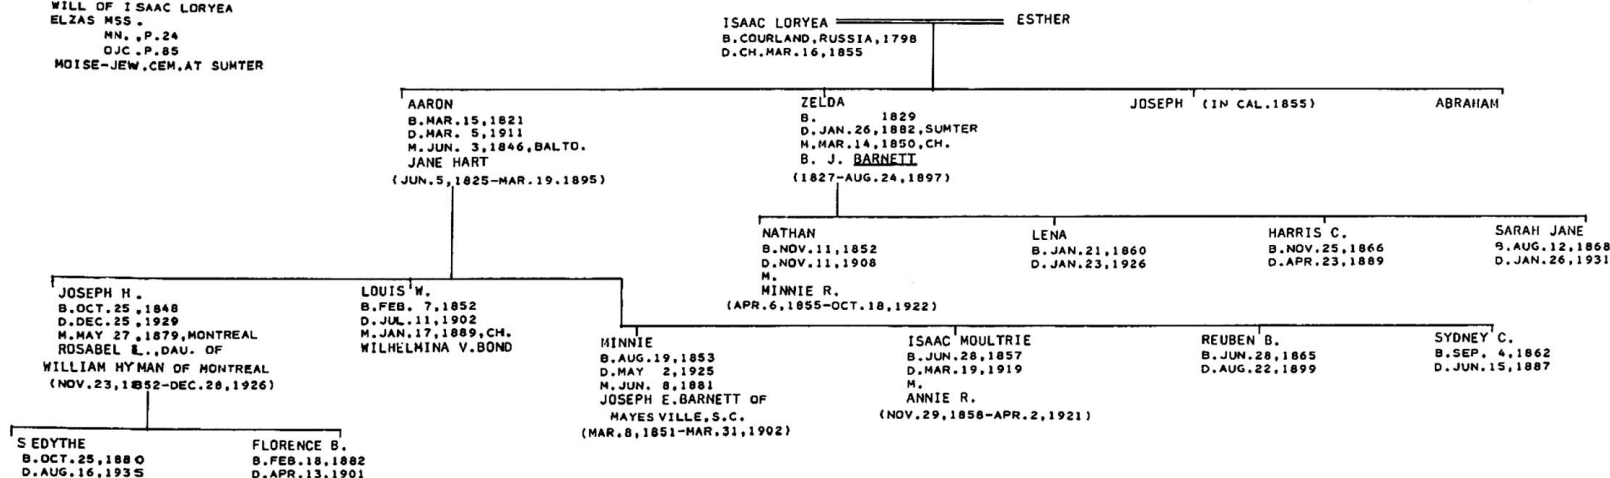 WILL OF ISAAC LORYEA
ELZAS MSS.
MN., P.24
OJC.P.85
MOISE-JEW.CEM.AT SUMTER
ISAAC LORYEA
B.COURLAND,RUSSIA,1798
D.CH.MAR.16,1855
ESTHER
AARON
B.MAR.15,1821
D.MAR. 5,1911
M.JUN. 3,1846,BALTO.
JANE HART
(JUN.5,1825-MAR.19.1895)
ZELDA
B. 1829
D.JAN.26,1882,SUMTER
M.MAR.14,1850,CH.
B. J. BARNETT
(1827-AUG.24,1897)
JOSEPH (IN CAL.1855)
ABRAHAM
NATHAN
B.NOV.11,1852
D.NOV.11,1908
M.
MINNIE R.
(APR.6,1855-OCT.18,1922)
LENA
B.JAN.21,1860
D.JAN.23,1926
HARRIS C.
B.NOV.25,1866
D.APR.23,1889
SARAH JANE
B.AUG.12,1868
D.JAN.26,1931
JOSEPH H.
B.OCT.25,1848
D.DEC.25,1929
M.MAY 27,1879,MONTREAL
ROSABEL L.,DAU. OF
WILLIAM HYMAN OF MONTREAL
(NOV.23,1852-DEC.28,1926)
LOUIS W.
B.FEB. 7,1852
D.JUL.11,1902
M.JAN.17,1889,CH.
WILHELMINA V.BOND
MINNIE
B.AUG.19,1853
D.MAY 2,1925
M.JUN. 8,1881
JOSEPH E.BARNETT OF
MAYESVILLE,S.C.
(MAR.8,1851-MAR.31,1902)
ISAAC MOULTRIE
B.JUN.28,1857
D.MAR.19,1919
M.
ANNIE R.
(NOV.29,1858-APR.2,1921)
REUBEN B.
B.JUN.28,1865
D.AUG.22,1899
SYDNEY C.
B.SEP. 4,1862
D.JUN.15,1887
S EDYTHE
B.OCT.25,1880
D.AUG.16,1935
FLORENCE B.
B.FEB.18,1882
D.APR.13,1901